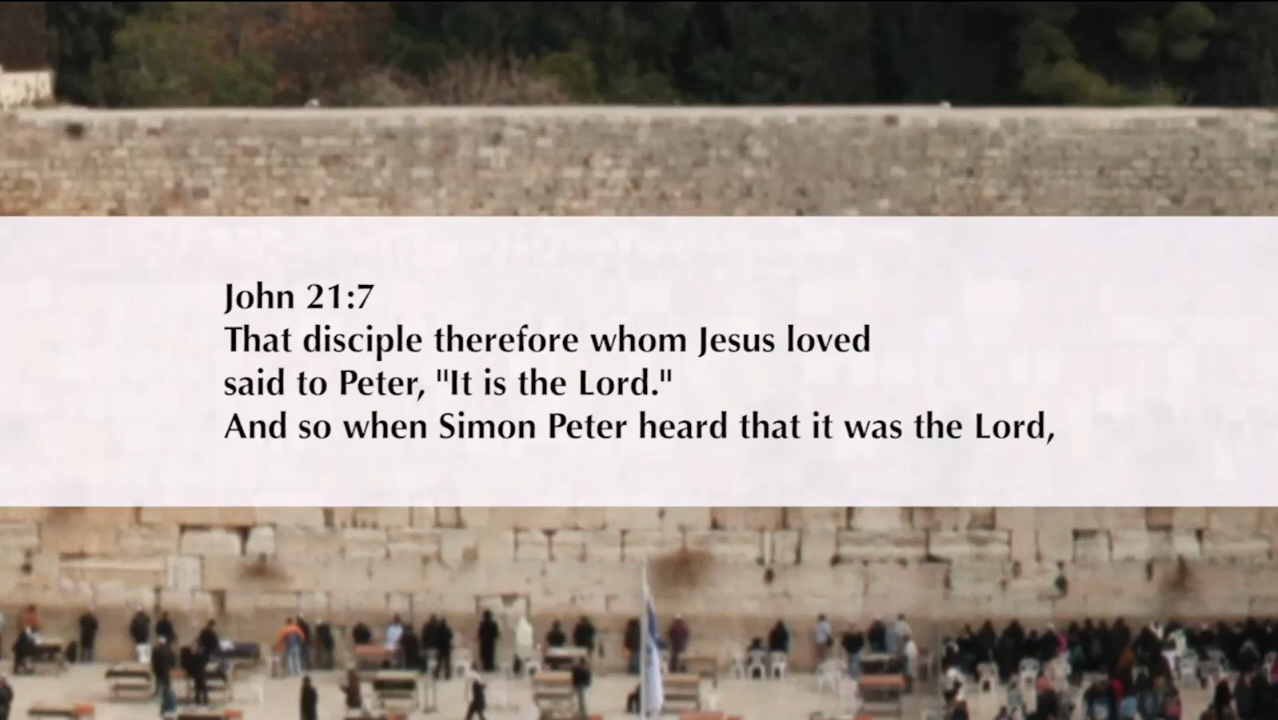 John 21:7
That disciple therefore whom Jesus loved
said to Peter, "It is the Lord."
And so when Simon Peter heard that it was the Lord,